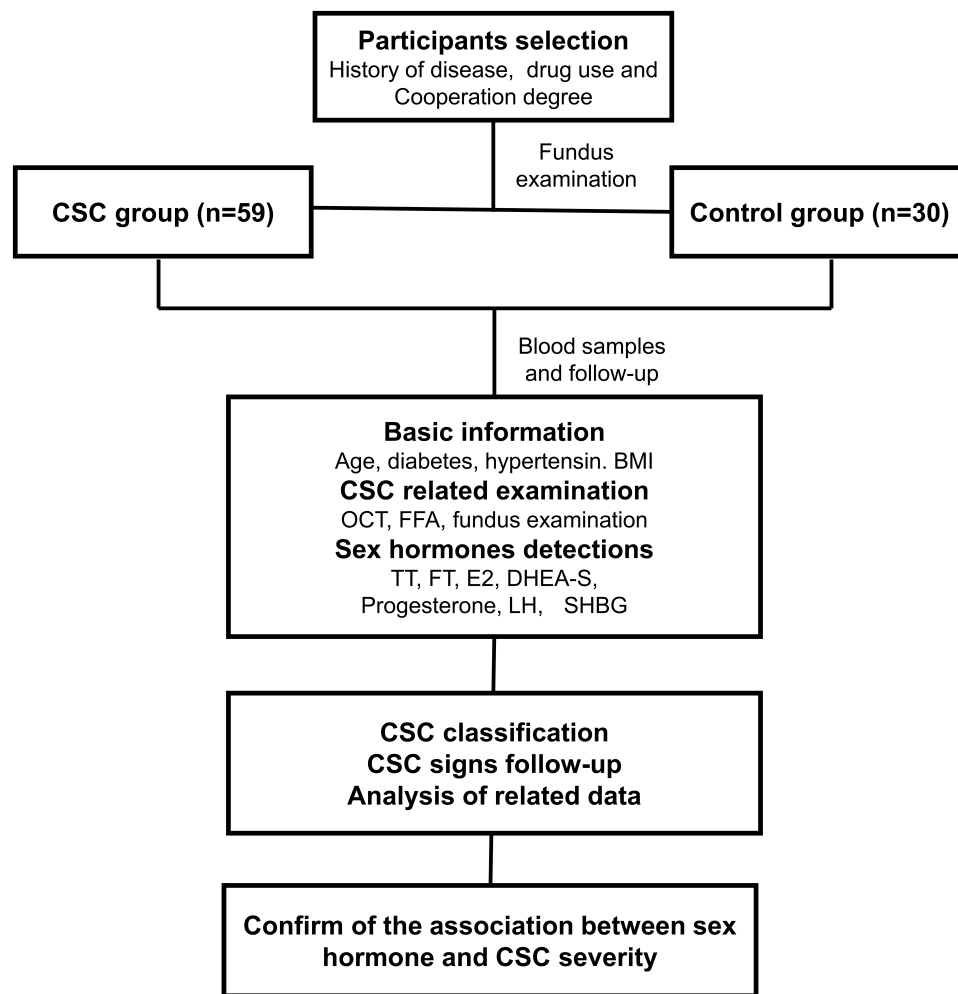 Participants selection
History of disease, drug use and
Cooperation degree
Fundus
examination
CSC group (n=59)
Control group (n=30)
Blood samples
and follow-up
Basic information
Age, diabetes, hypertensin. BMI
CSC related examination
OCT, FFA, fundus examination
Sex hormones detections
TT, FT, E2, DHEA-S,
Progesterone, LH, SHBG
CSC classification
CSC signs follow-up
Analysis of related data
Confirm of the association between sex
hormone and CSC severity